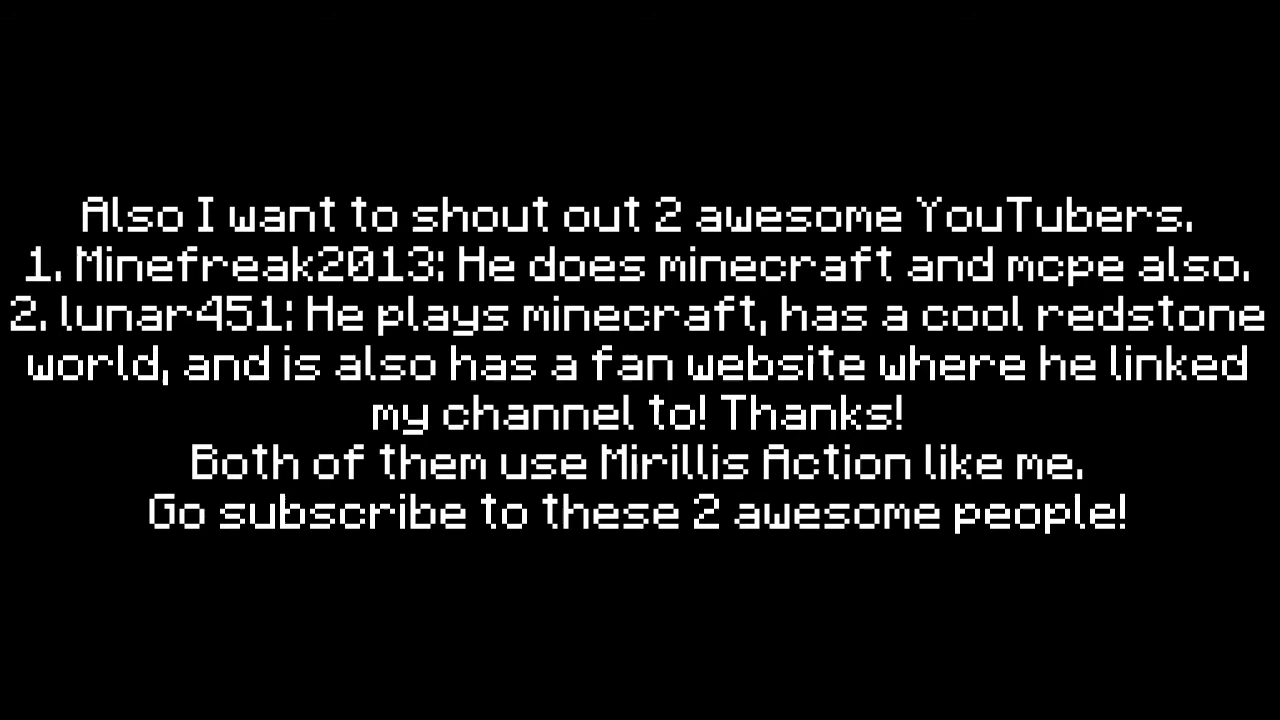 Also I want to shout out 2 awesome YouTubers.
1. Minefreak2013: He does minecraft and mcpe also.
2. lunar451: He plays minecraft, has a cool redstone
world, and is also has a fan website where he linked
my channel to! Thanks!
Both of them use Mirillis Action like me.
Go subscribe to these 2 awesome people!